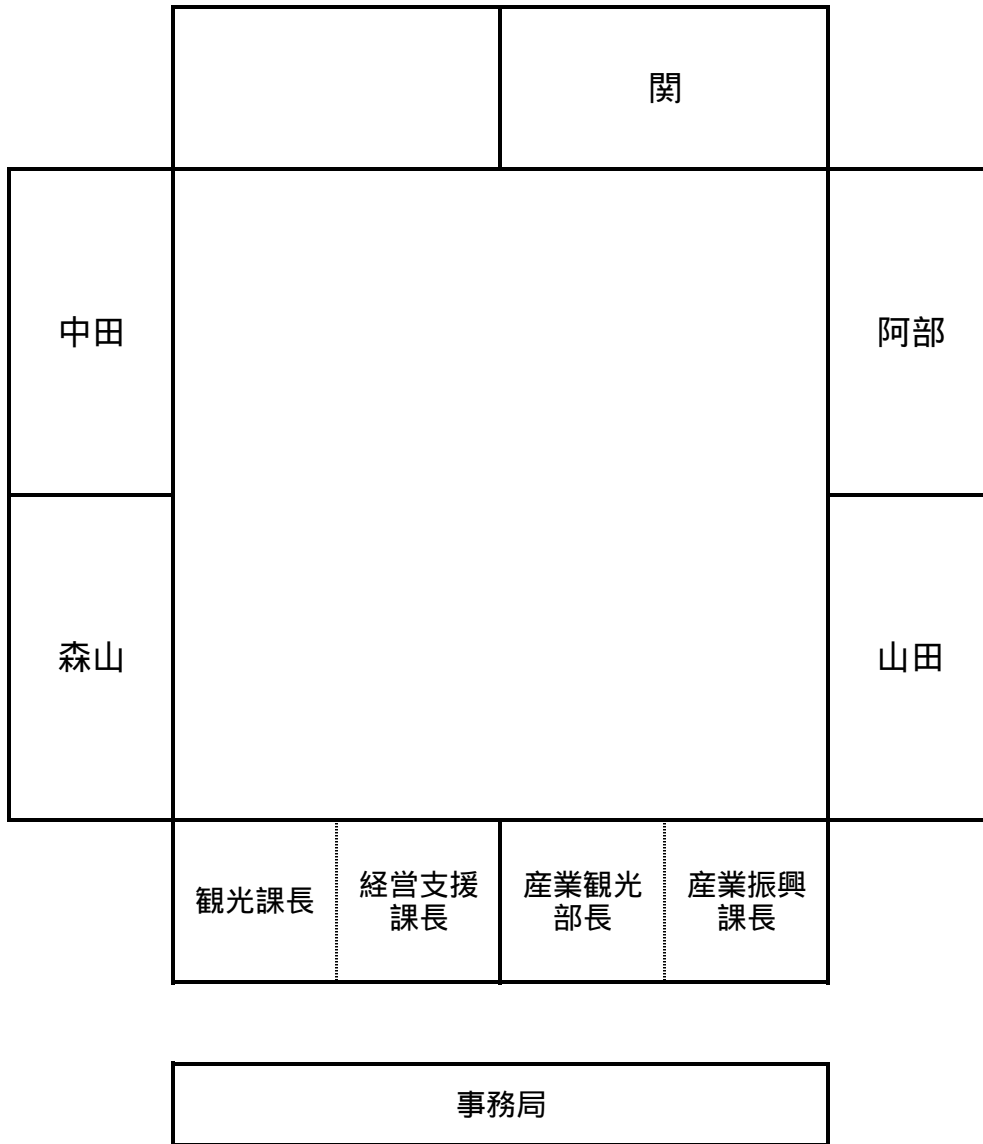 関
中田
阿部
森山
山田
観光課長
経営支援
課長
産業観光
部長
産業振興
課長
事務局